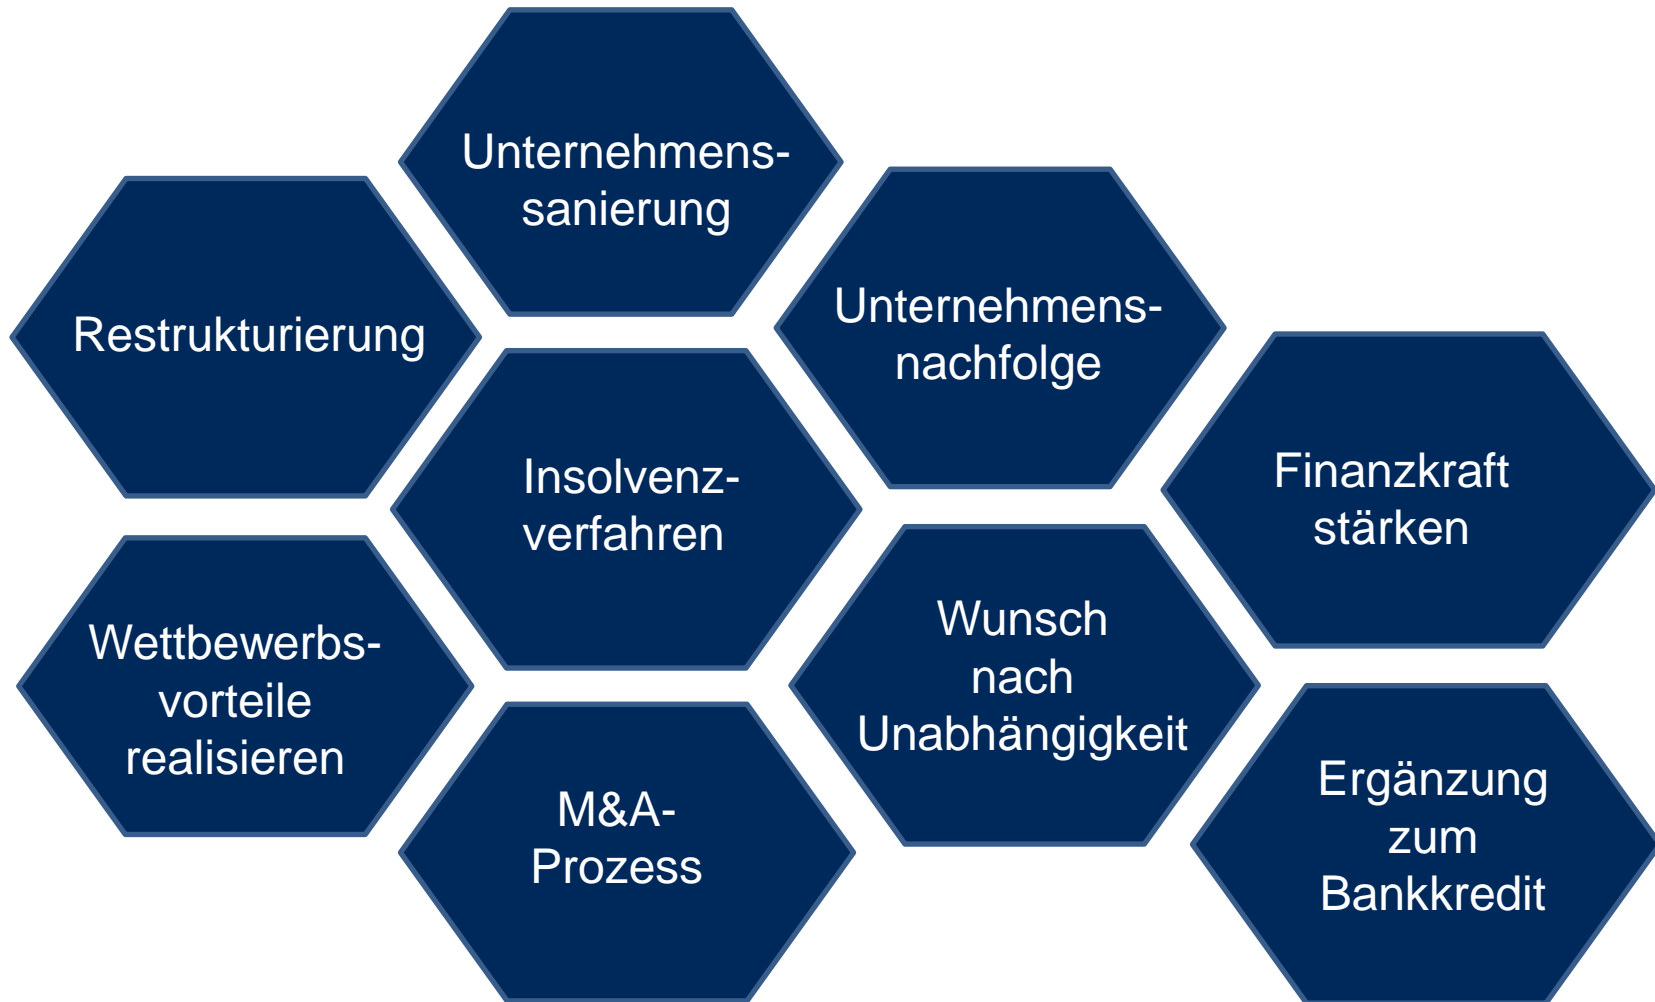 Unternehmens-
sanierung
Restrukturierung
Unternehmens-
nachfolge
Insolvenz-
verfahren
Finanzkraft
stärken
Wettbewerbs-
vorteile
realisieren
Wunsch
nach
Unabhängigkeit
M&A-
Prozess
Ergänzung
zum
Bankkredit